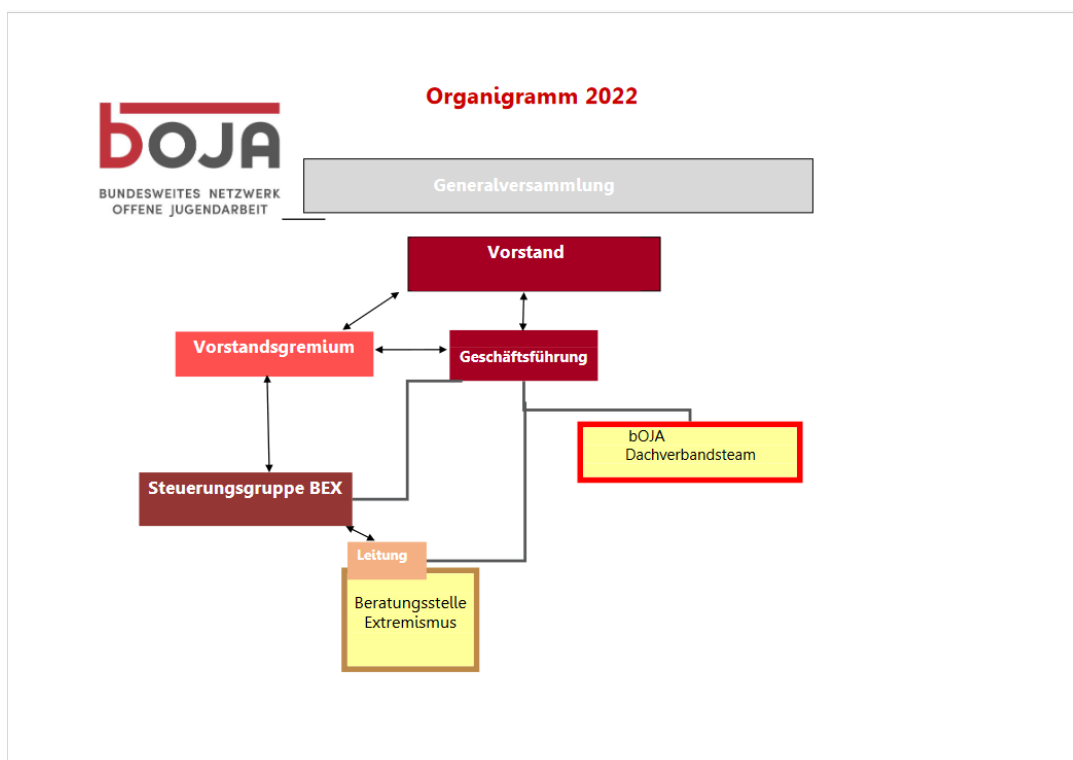 Organigramm 2022
bOJA
BUNDESWEITES NETZWERK
OFFENE JUGENDARBEIT
Generalversammlung
Vorstand
Vorstandsgremium
Geschäftsführung
bOJA
Dachverbandsteam
Steuerungsgruppe BEX
Leitung
Beratungsstelle
Extremismus